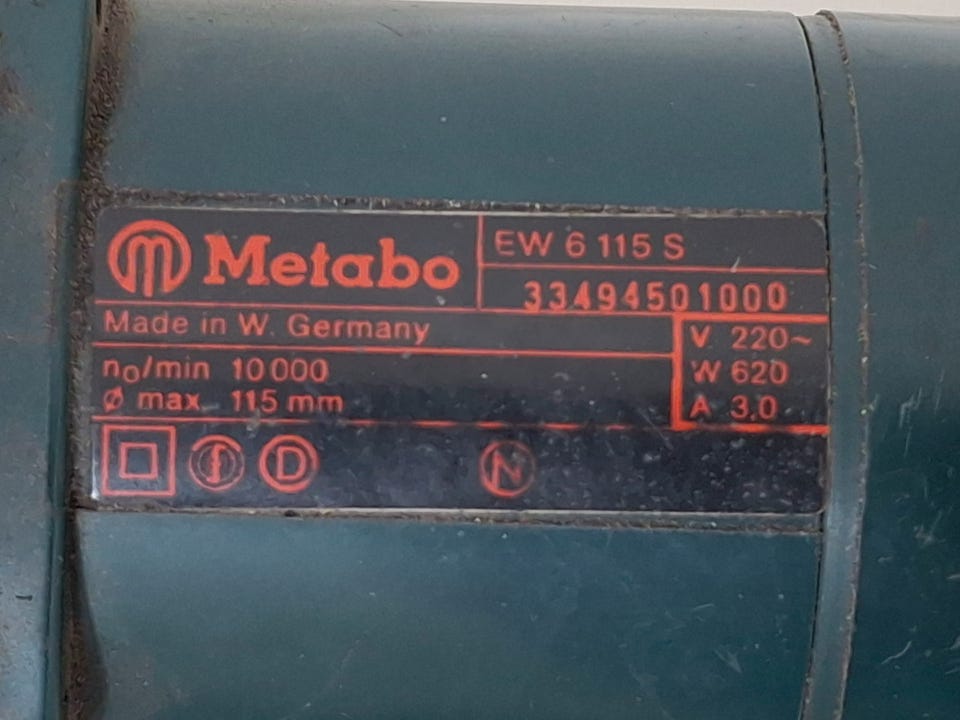 Metabo
EW 6 115 S
33494501000
Made in W. Germany
n₀/min 10 000
Ø max 115 mm
V 220~
W 620
A 3,0
D
N